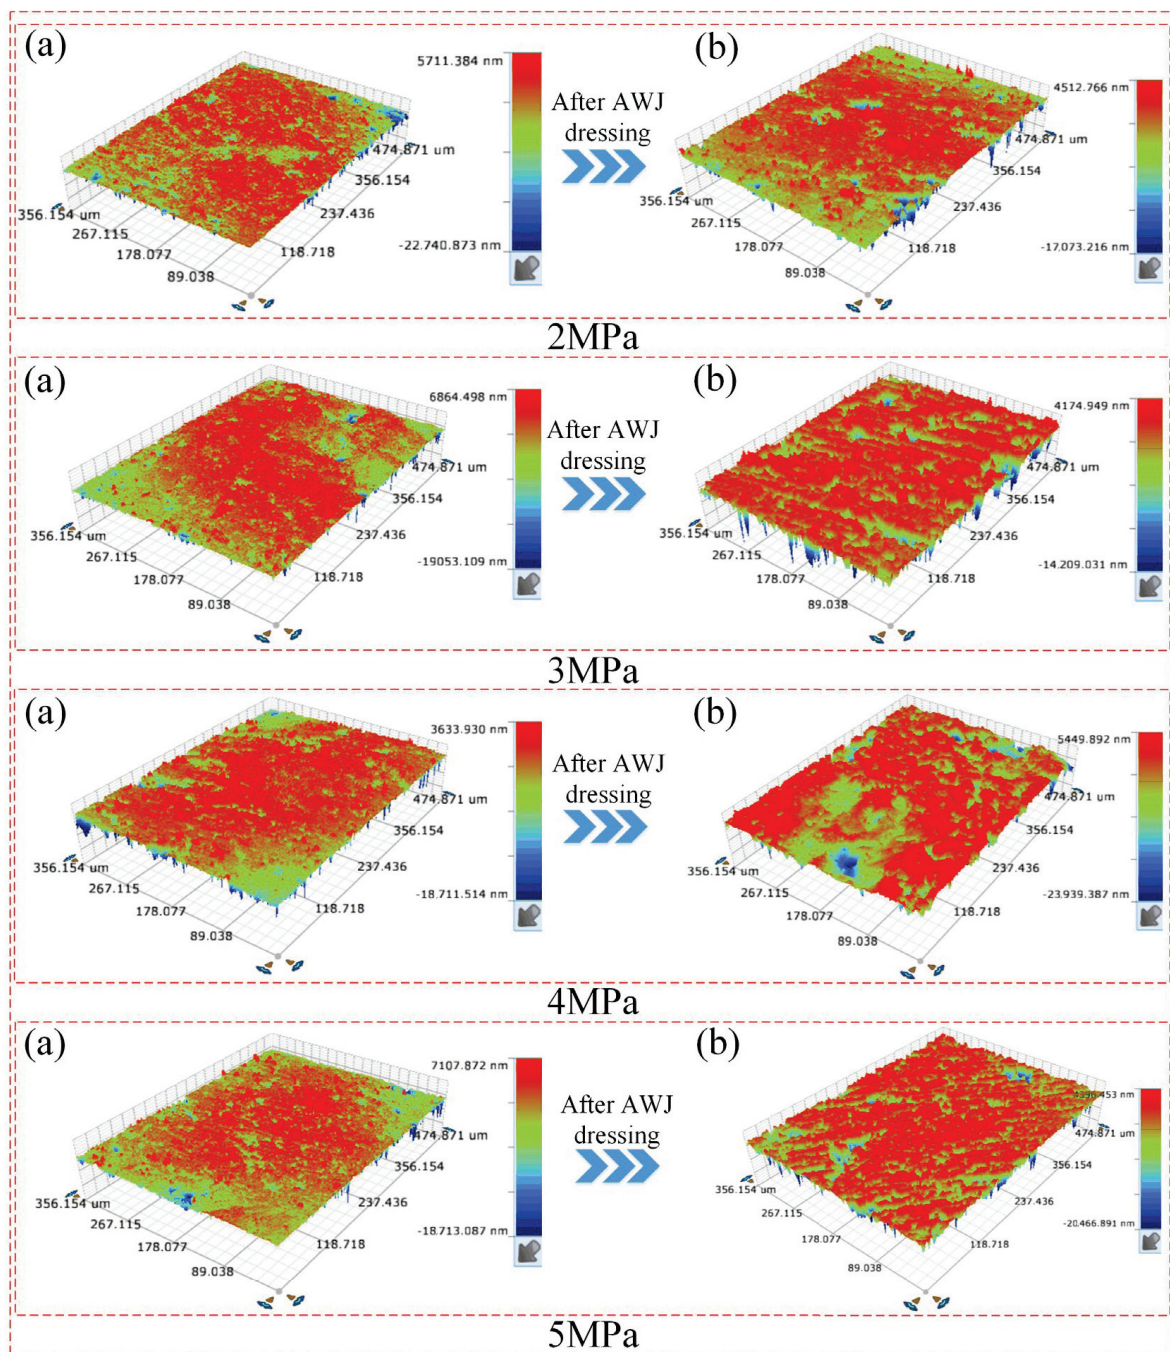 (a)
5711.384 nm
-22.740.873 nm
474.871 um
356.154
237.436
118.718
356.154 um
267.115
178.077
89.038
After AWJ
dressing
(b)
4512.766 nm
-17.073.216 nm
474.871 um
356.154
237.436
118.718
356.154 um
267.115
178.077
89.038
2MPa
(a)
6864.498 nm
-19053.109 nm
474.871 um
356.154
237.436
118.718
356.154 um
267.115
178.077
89.038
After AWJ
dressing
(b)
4174.949 nm
-14.209.031 nm
474.871 um
356.154
237.436
118.718
356.154 um
267.115
178.077
89.038
3MPa
(a)
3633.930 nm
-18.711.514 nm
474.871 um
356.154
237.436
118.718
356.154 um
267.115
178.077
89.038
After AWJ
dressing
(b)
5449.892 nm
-23.939.387 nm
474.871 um
356.154
237.436
118.718
356.154 um
267.115
178.077
89.038
4MPa
(a)
7107.872 nm
-18.713.087 nm
474.871 um
356.154
237.436
118.718
356.154 um
267.115
178.077
89.038
After AWJ
dressing
(b)
-20.466.891 nm
474.871 um
356.154
237.436
118.718
356.154 um
267.115
178.077
89.038
5MPa